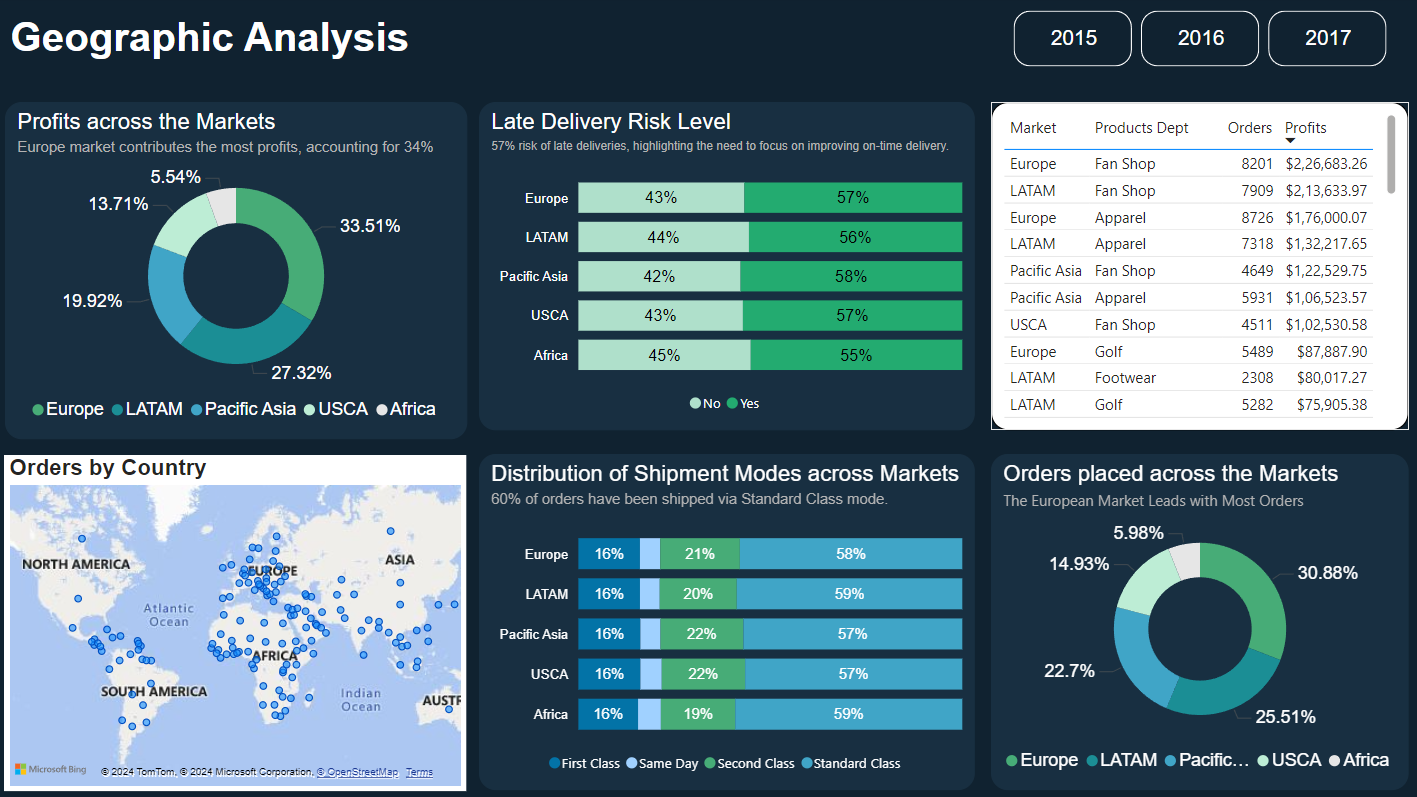 Geographic Analysis
2015 2016 2017
Profits across the Markets
Europe market contributes the most profits, accounting for 34%
5.54%
13.71%
33.51%
19.92%
27.32%
Europe LATAM Pacific Asia USCA Africa
Late Delivery Risk Level
57% risk of late deliveries, highlighting the need to focus on improving on-time delivery.
Europe 43% 57%
LATAM 44% 56%
Pacific Asia 42% 58%
USCA 43% 57%
Africa 45% 55%
No Yes
Market Products Dept Orders Profits
Europe Fan Shop 8201 $2,26,683.26
LATAM Fan Shop 7909 $2,13,633.97
Europe Apparel 8726 $1,76,000.07
LATAM Apparel 7318 $1,32,217.65
Pacific Asia Fan Shop 4649 $1,22,529.75
Pacific Asia Apparel 5931 $1,06,523.57
USCA Fan Shop 4511 $1,02,530.58
Europe Golf 5489 $87,887.90
LATAM Footwear 2308 $80,017.27
LATAM Golf 5282 $75,905.38
Orders by Country
NORTH AMERICA
EUROPE
ASIA
Atlantic
Ocean
AFRICA
SOUTH AMERICA
Indian
Ocean
AUSTR
Microsoft Bing
© 2024 TomTom, © 2024 Microsoft Corporation, © OpenStreetMap Terms
Distribution of Shipment Modes across Markets
60% of orders have been shipped via Standard Class mode.
Europe 16% 21% 58%
LATAM 16% 20% 59%
Pacific Asia 16% 22% 57%
USCA 16% 22% 57%
Africa 16% 19% 59%
First Class Same Day Second Class Standard Class
Orders placed across the Markets
The European Market Leads with Most Orders
5.98%
14.93%
30.88%
22.7%
25.51%
Europe LATAM Pacific... USCA Africa